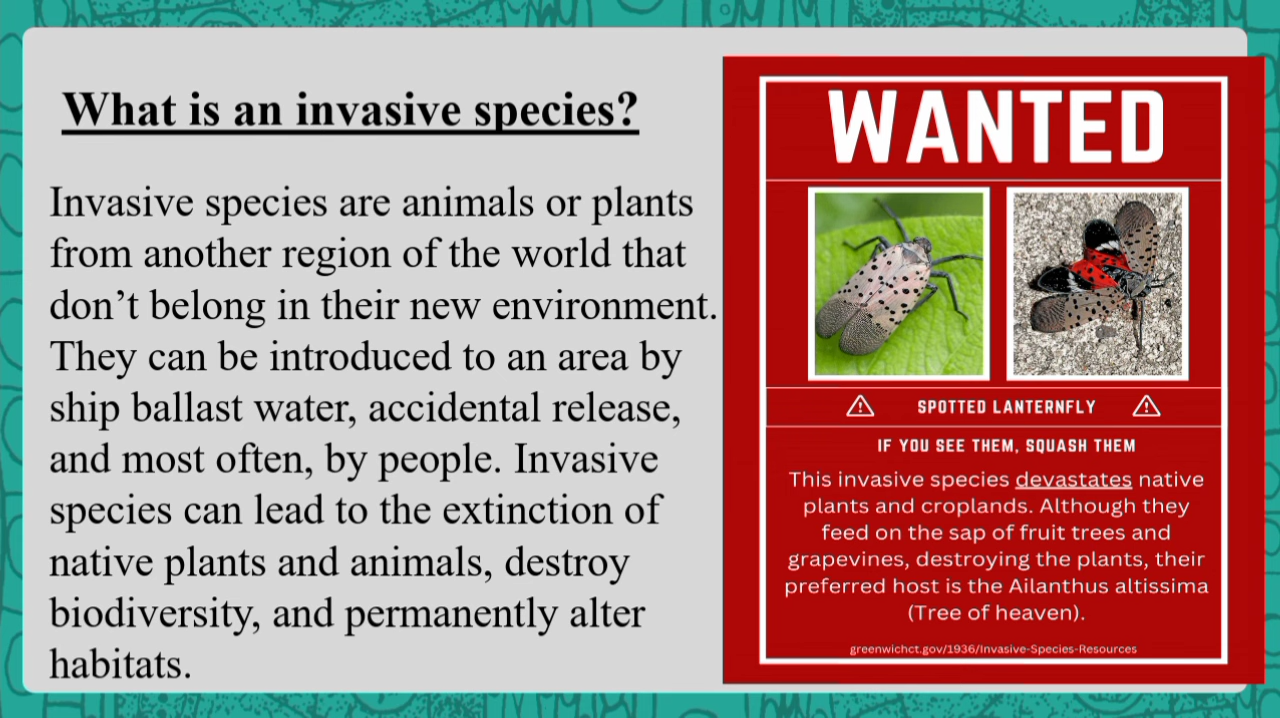 What is an invasive species?
Invasive species are animals or plants
from another region of the world that
don’t belong in their new environment.
They can be introduced to an area by
ship ballast water, accidental release,
and most often, by people. Invasive
species can lead to the extinction of
native plants and animals, destroy
biodiversity, and permanently alter
habitats.
WANTED
SPOTTED LANTERNFLY
IF YOU SEE THEM, SQUASH THEM
This invasive species devastates native
plants and croplands. Although they
feed on the sap of fruit trees and
grapevines, destroying the plants, their
preferred host is the Ailanthus altissima
(Tree of heaven).
greenwichct.gov/1936/Invasive-Species-Resources